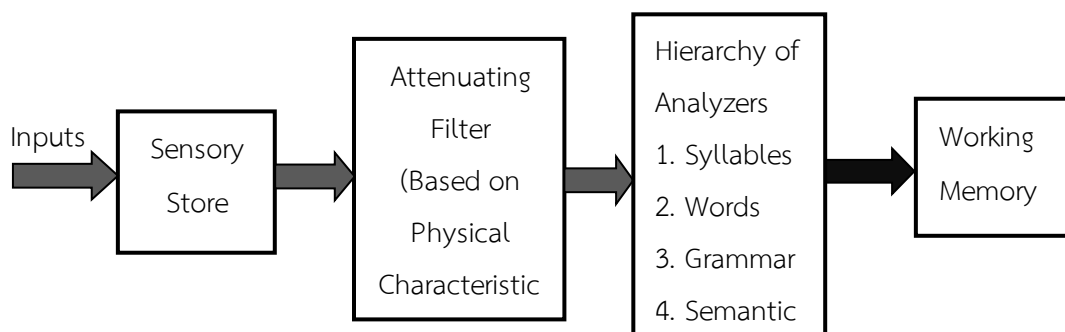 Inputs
Sensory
Store
Attenuating
Filter
(Based on
Physical
Characteristic
Hierarchy of
Analyzers
1. Syllables
2. Words
3. Grammar
4. Semantic
Working
Memory